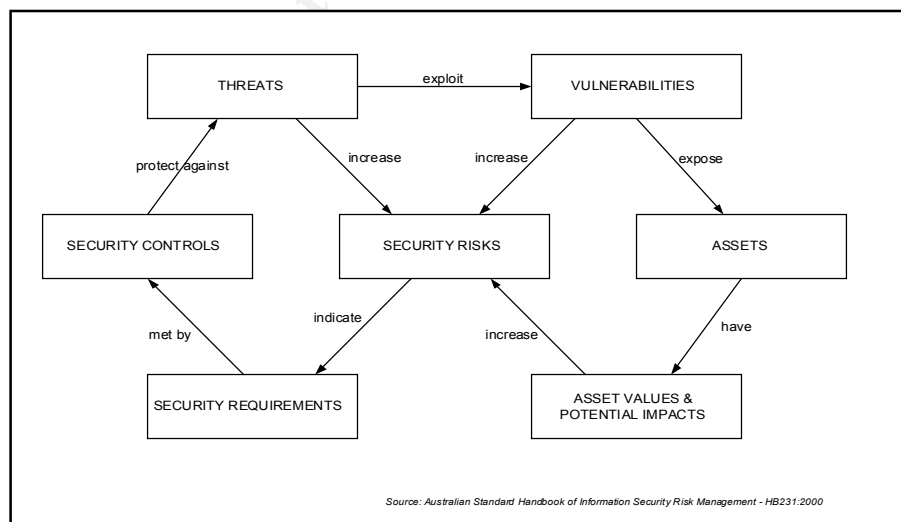 THREATS
exploit
VULNERABILITIES
protect against
increase
increase
expose
SECURITY CONTROLS
SECURITY RISKS
ASSETS
met by
indicate
increase
have
SECURITY REQUIREMENTS
ASSET VALUES &
POTENTIAL IMPACTS
Source: Australian Standard Handbook of Information Security Risk Management - HB231:2000